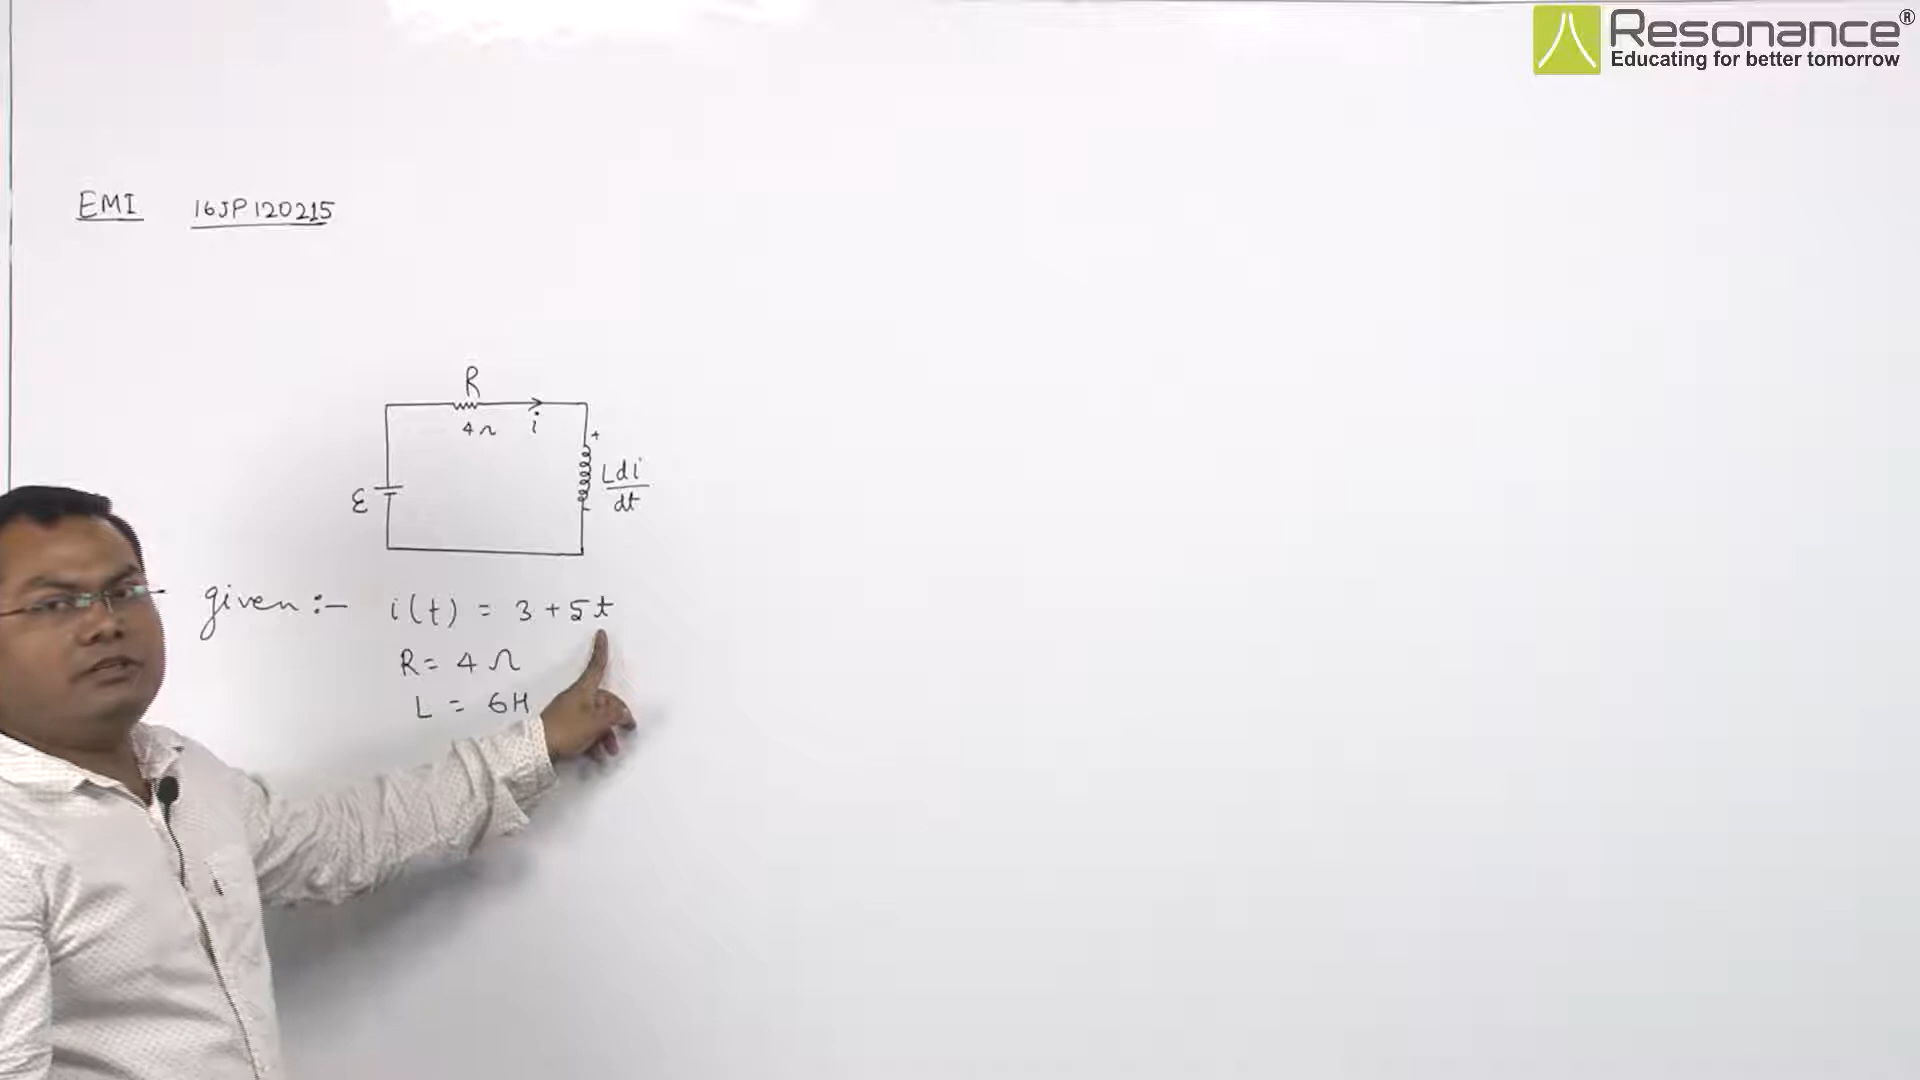 Resonance®
Educating for better tomorrow
EMI 16JP120215
R
4Ω i
+
ε
Ldi
dt
given :- i(t) = 3 + 5t
R = 4 Ω
L = 6H